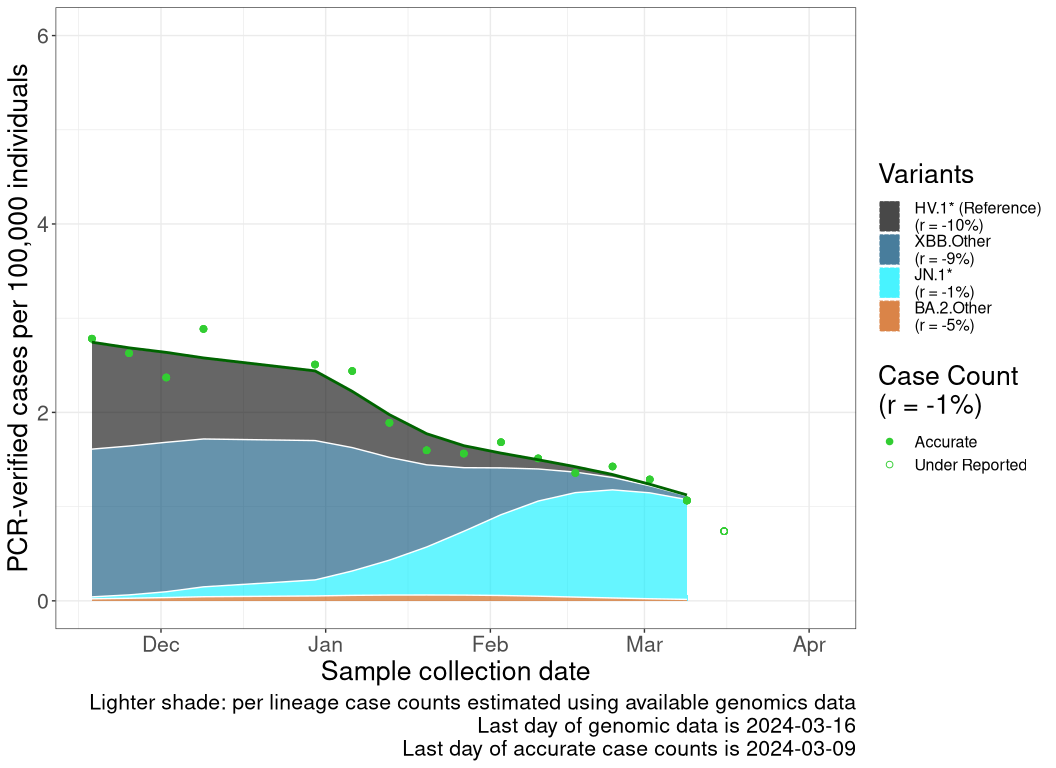 PCR-verified cases per 100,000 individuals
6
4
2
0
Dec
Jan
Feb
Mar
Apr
Sample collection date
Lighter shade: per lineage case counts estimated using available genomics data
Last day of genomic data is 2024-03-16
Last day of accurate case counts is 2024-03-09
Variants
HV.1* (Reference)
(r = -10%)
XBB.Other
(r = -9%)
JN.1*
(r = -1%)
BA.2.Other
(r = -5%)
Case Count
(r = -1%)
Accurate
Under Reported